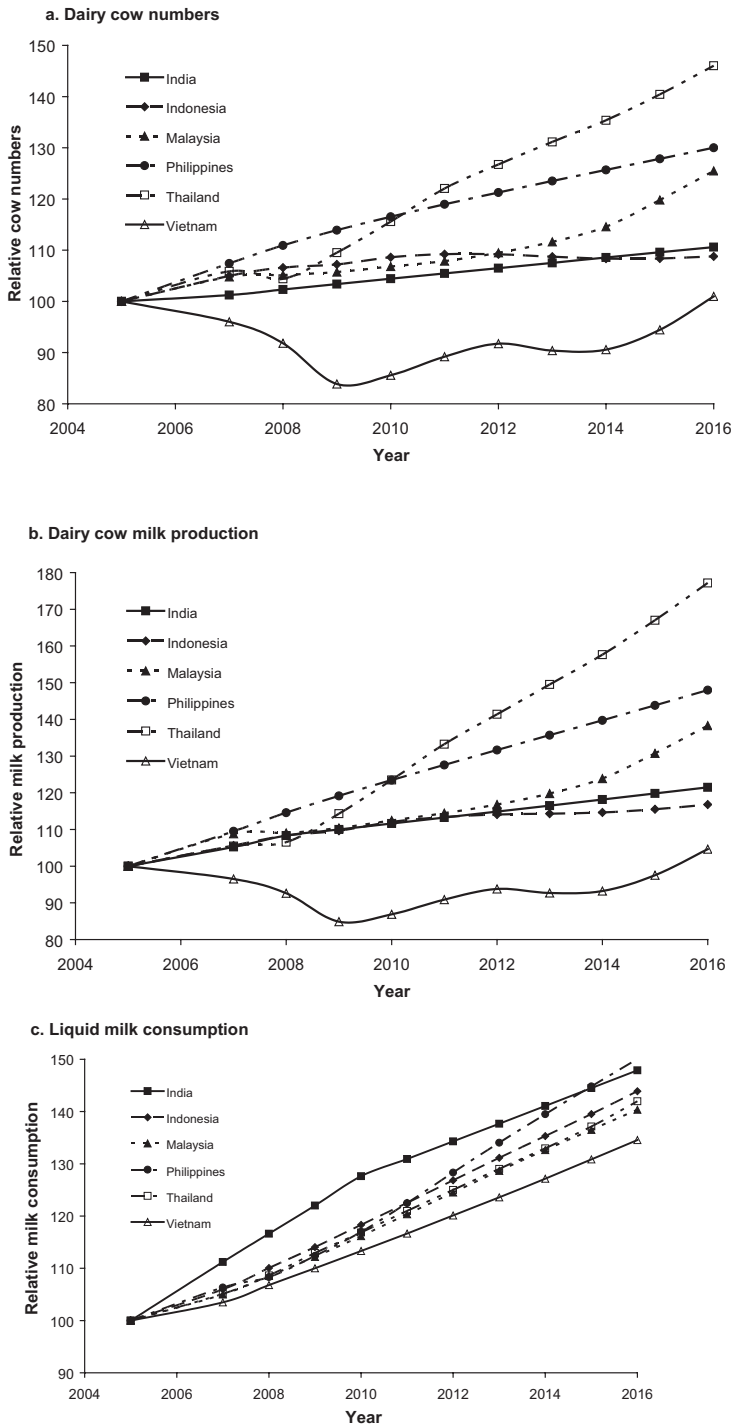 a. Dairy cow numbers
150
140
130
120
110
100
90
80
Relative cow numbers
India
Indonesia
Malaysia
Philippines
Thailand
Vietnam
2004 2006 2008 2010 2012 2014 2016
Year
b. Dairy cow milk production
180
170
160
150
140
130
120
110
100
90
80
Relative milk production
India
Indonesia
Malaysia
Philippines
Thailand
Vietnam
2004 2006 2008 2010 2012 2014 2016
Year
c. Liquid milk consumption
150
140
130
120
110
100
90
Relative milk consumption
India
Indonesia
Malaysia
Philippines
Thailand
Vietnam
2004 2006 2008 2010 2012 2014 2016
Year